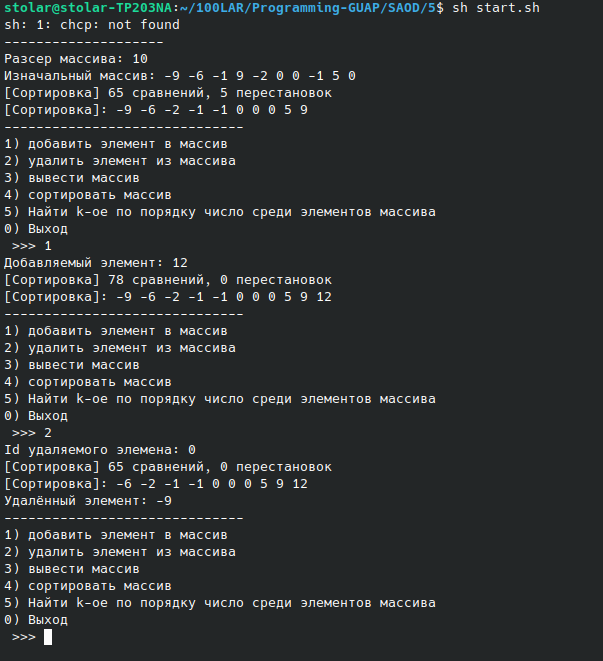 stolar@stolar-TP203NA:~/100LAR/Programming-GUAP/SAOD/5$ sh start.sh
sh: 1: chcp: not found
--------------------
Разсер массива: 10
Изначальный массив: -9 -6 -1 9 -2 0 0 -1 5 0
[Сортировка] 65 сравнений, 5 перестановок
[Сортировка]: -9 -6 -2 -1 -1 0 0 0 5 9
------------------------------
1) добавить элемент в массив
2) удалить элемент из массива
3) вывести массив
4) сортировать массив
5) Найти k-ое по порядку число среди элементов массива
0) Выход
 >>> 1
Добавляемый элемент: 12
[Сортировка] 78 сравнений, 0 перестановок
[Сортировка]: -9 -6 -2 -1 -1 0 0 0 5 9 12
------------------------------
1) добавить элемент в массив
2) удалить элемент из массива
3) вывести массив
4) сортировать массив
5) Найти k-ое по порядку число среди элементов массива
0) Выход
 >>> 2
Id удаляемого элемена: 0
[Сортировка] 65 сравнений, 0 перестановок
[Сортировка]: -6 -2 -1 -1 0 0 0 5 9 12
Удалённый элемент: -9
------------------------------
1) добавить элемент в массив
2) удалить элемент из массива
3) вывести массив
4) сортировать массив
5) Найти k-ое по порядку число среди элементов массива
0) Выход
 >>>